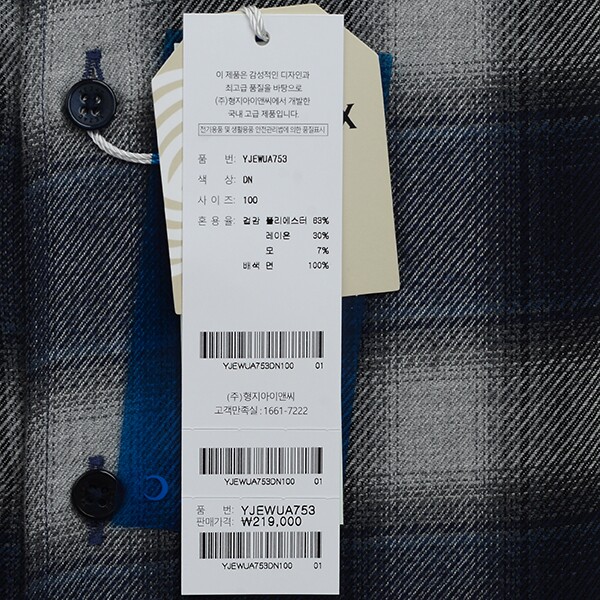 이 제품은 감성적인 디자인과
최고급 품질을 바탕으로
(주)형지아이앤씨에서 개발한
국내 고급 제품입니다.
전기용품 및 생활용품 안전관리법에 의한 품질표시
품 번: YJEWUA753
색 상: DN
사 이 즈: 100
혼 용 율: 겉감 폴리에스터 63%
레이온 30%
모 7%
배색 면 100%
YJEWUA753DN100 01
(주)형지아이앤씨
고객만족실 : 1661-7222
YJEWUA753DN100 01
품 번: YJEWUA753
판매가격: ₩219,000
YJEWUA753DN100 01
X